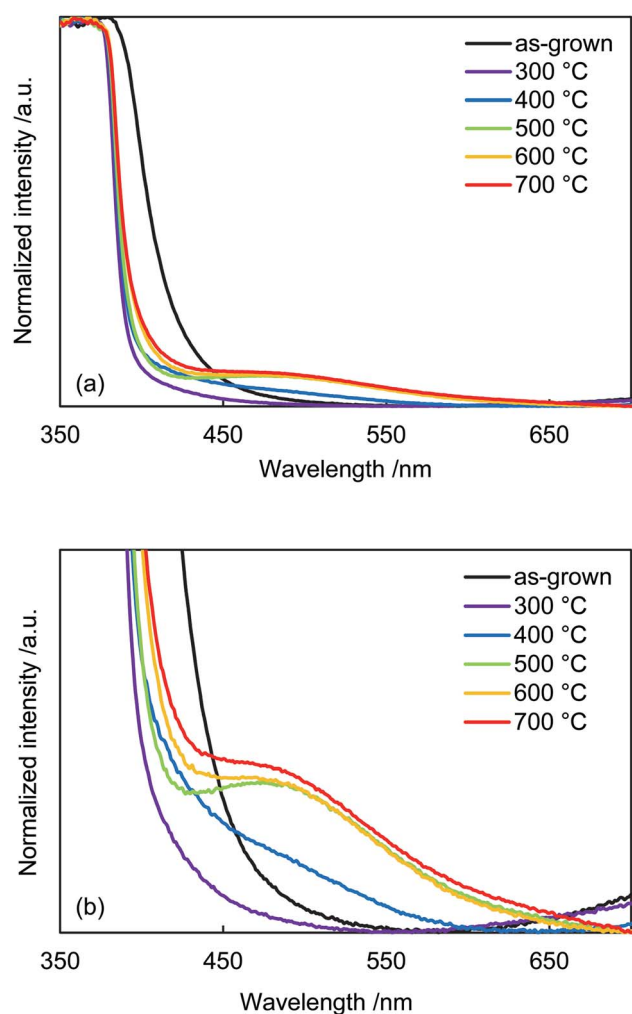 Normalized intensity /a.u.
as-grown
300 °C
400 °C
500 °C
600 °C
700 °C
(a)
350 450 550 650
Wavelength /nm
Normalized intensity /a.u.
as-grown
300 °C
400 °C
500 °C
600 °C
700 °C
(b)
350 450 550 650
Wavelength /nm